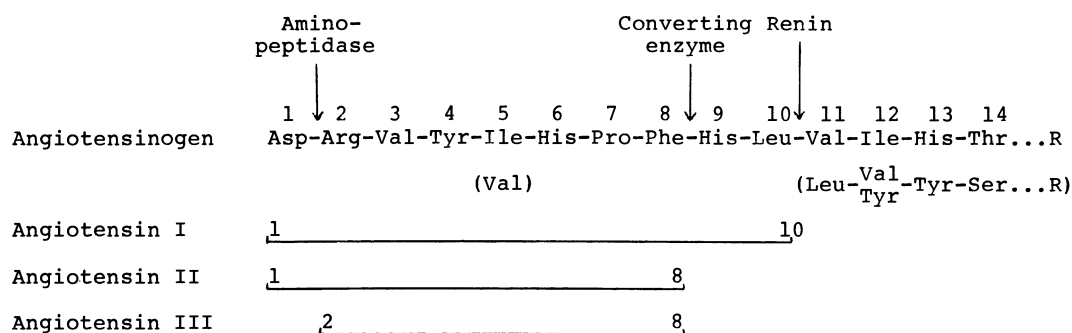 Amino- Converting Renin
peptidase enzyme
1 2 3 4 5 6 7 8 9 10 11 12 13 14
Angiotensinogen Asp-Arg-Val-Tyr-Ile-His-Pro-Phe-His-Leu-Val-Ile-His-Thr...R
(Val) (Leu-Val-Tyr-Ser...R)
Tyr
Angiotensin I 1 10
Angiotensin II 1 8
Angiotensin III 2 8